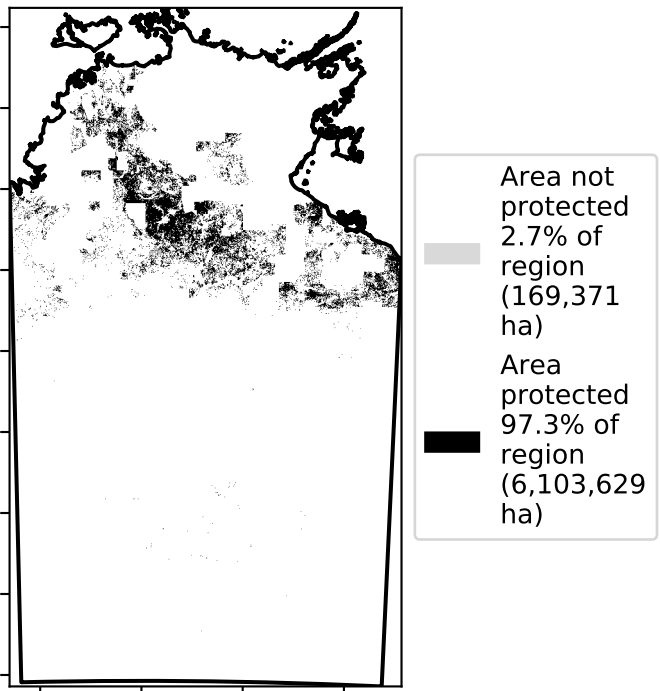 Area not
protected
2.7% of
region
(169,371
ha)
Area
protected
97.3% of
region
(6,103,629
ha)